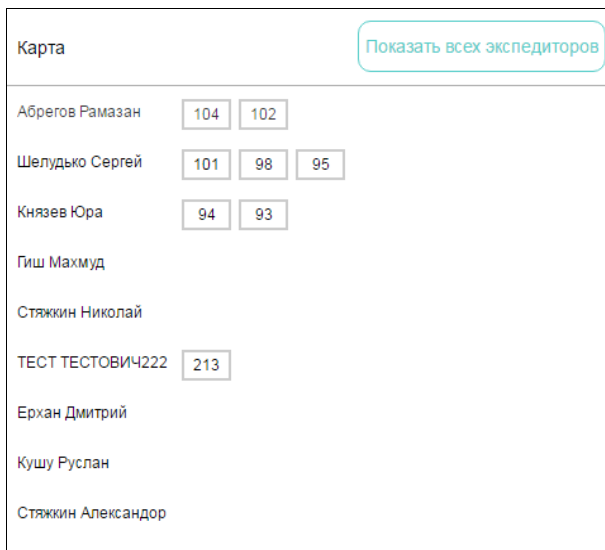 Карта Показать всех экспедиторов
Абрегов Рамазан 104 102
Шелудько Сергей 101 98 95
Князев Юра 94 93
Гиш Махмуд
Стяжкин Николай
ТЕСТ ТЕСТОВИЧ222 213
Ерхан Дмитрий
Кушу Руслан
Стяжкин Александор